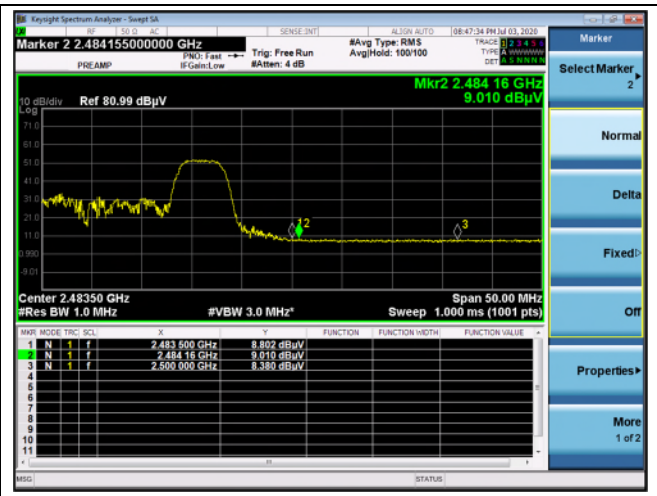 Keysight Spectrum Analyzer - Swept SA
RF 50 Ω AC SENSE:INT ALIGN AUTO 08:47:34 PM Jul 03, 2020
Marker 2 2.484155000000 GHz
PREAMP
PNO: Fast
IFGain:Low
Trig: Free Run
#Atten: 4 dB
#Avg Type: RMS
Avg|Hold: 100/100
TRACE 1 2 3 4 5 6
TYPE A WWWWW
DET A S N N N N
Mkr2 2.484 16 GHz
9.010 dBµV
10 dB/div Ref 80.99 dBµV
Log
71.0
61.0
51.0
41.0
31.0
21.0
11.0
0.990
-9.01
1 2
3
Center 2.48350 GHz Span 50.00 MHz
#Res BW 1.0 MHz #VBW 3.0 MHz* Sweep 1.000 ms (1001 pts)
MKR MODE TRC SCL X Y FUNCTION FUNCTION WIDTH FUNCTION VALUE
1 N 1 f 2.483 500 GHz 8.802 dBµV
2 N 1 f 2.484 16 GHz 9.010 dBµV
3 N 1 f 2.500 000 GHz 8.380 dBµV
4
5
6
7
8
9
10
11
MSG STATUS
Marker
Select Marker
2
Normal
Delta
Fixed
Off
Properties
More
1 of 2